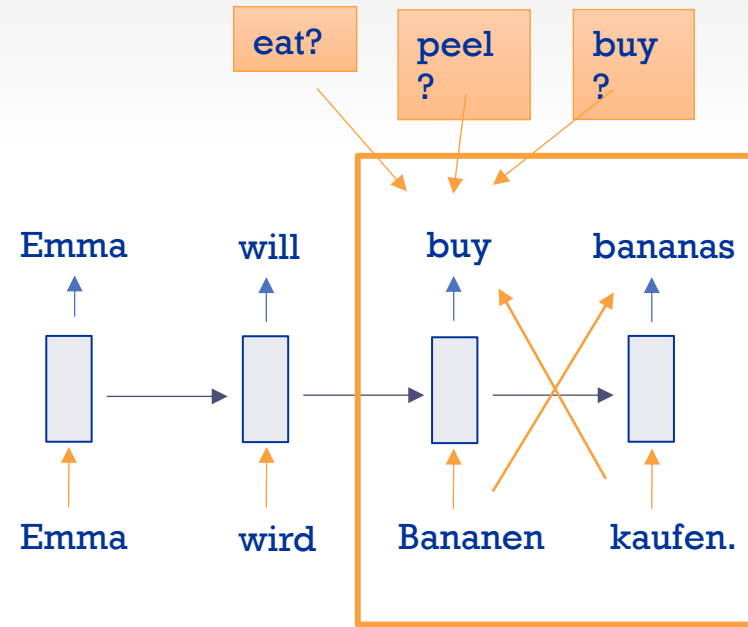 eat?
peel
?
buy
?
Emma will buy bananas
Emma wird Bananen kaufen.